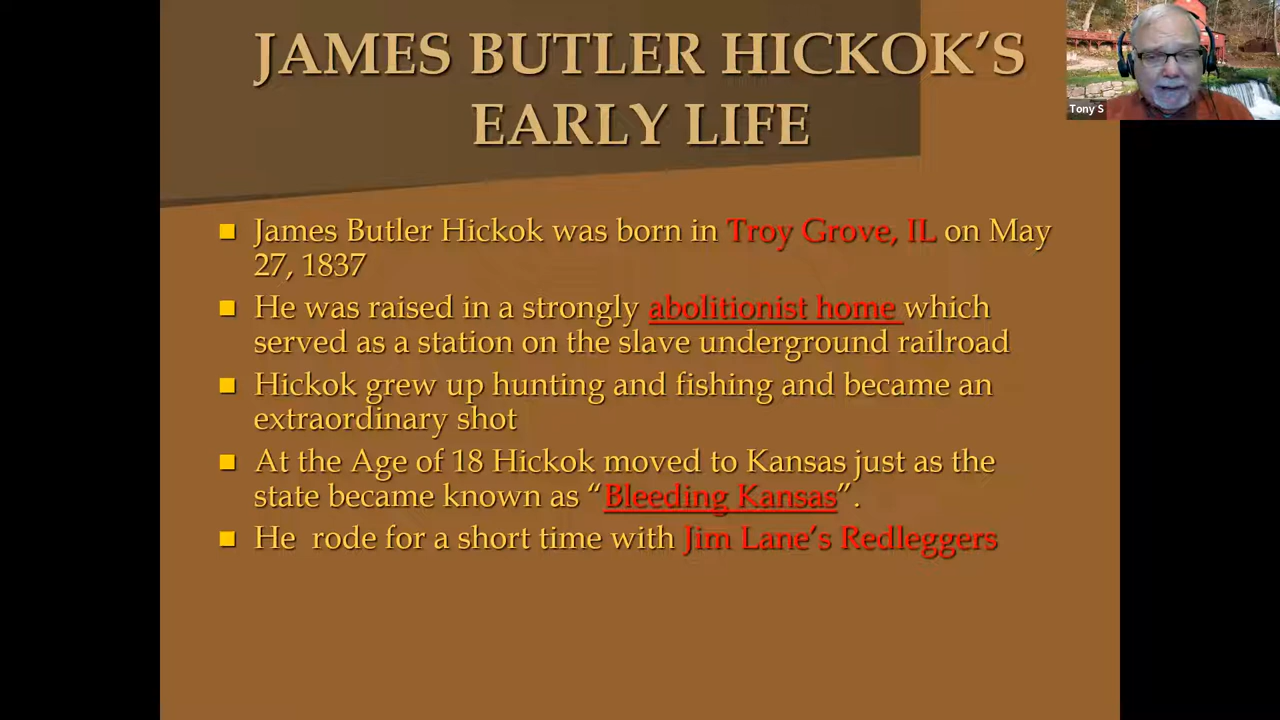 JAMES BUTLER HICKOK’S
EARLY LIFE
Tony S
James Butler Hickok was born in Troy Grove, IL on May
27, 1837
He was raised in a strongly abolitionist home which
served as a station on the slave underground railroad
Hickok grew up hunting and fishing and became an
extraordinary shot
At the Age of 18 Hickok moved to Kansas just as the
state became known as “Bleeding Kansas”.
He rode for a short time with Jim Lane’s Redleggers